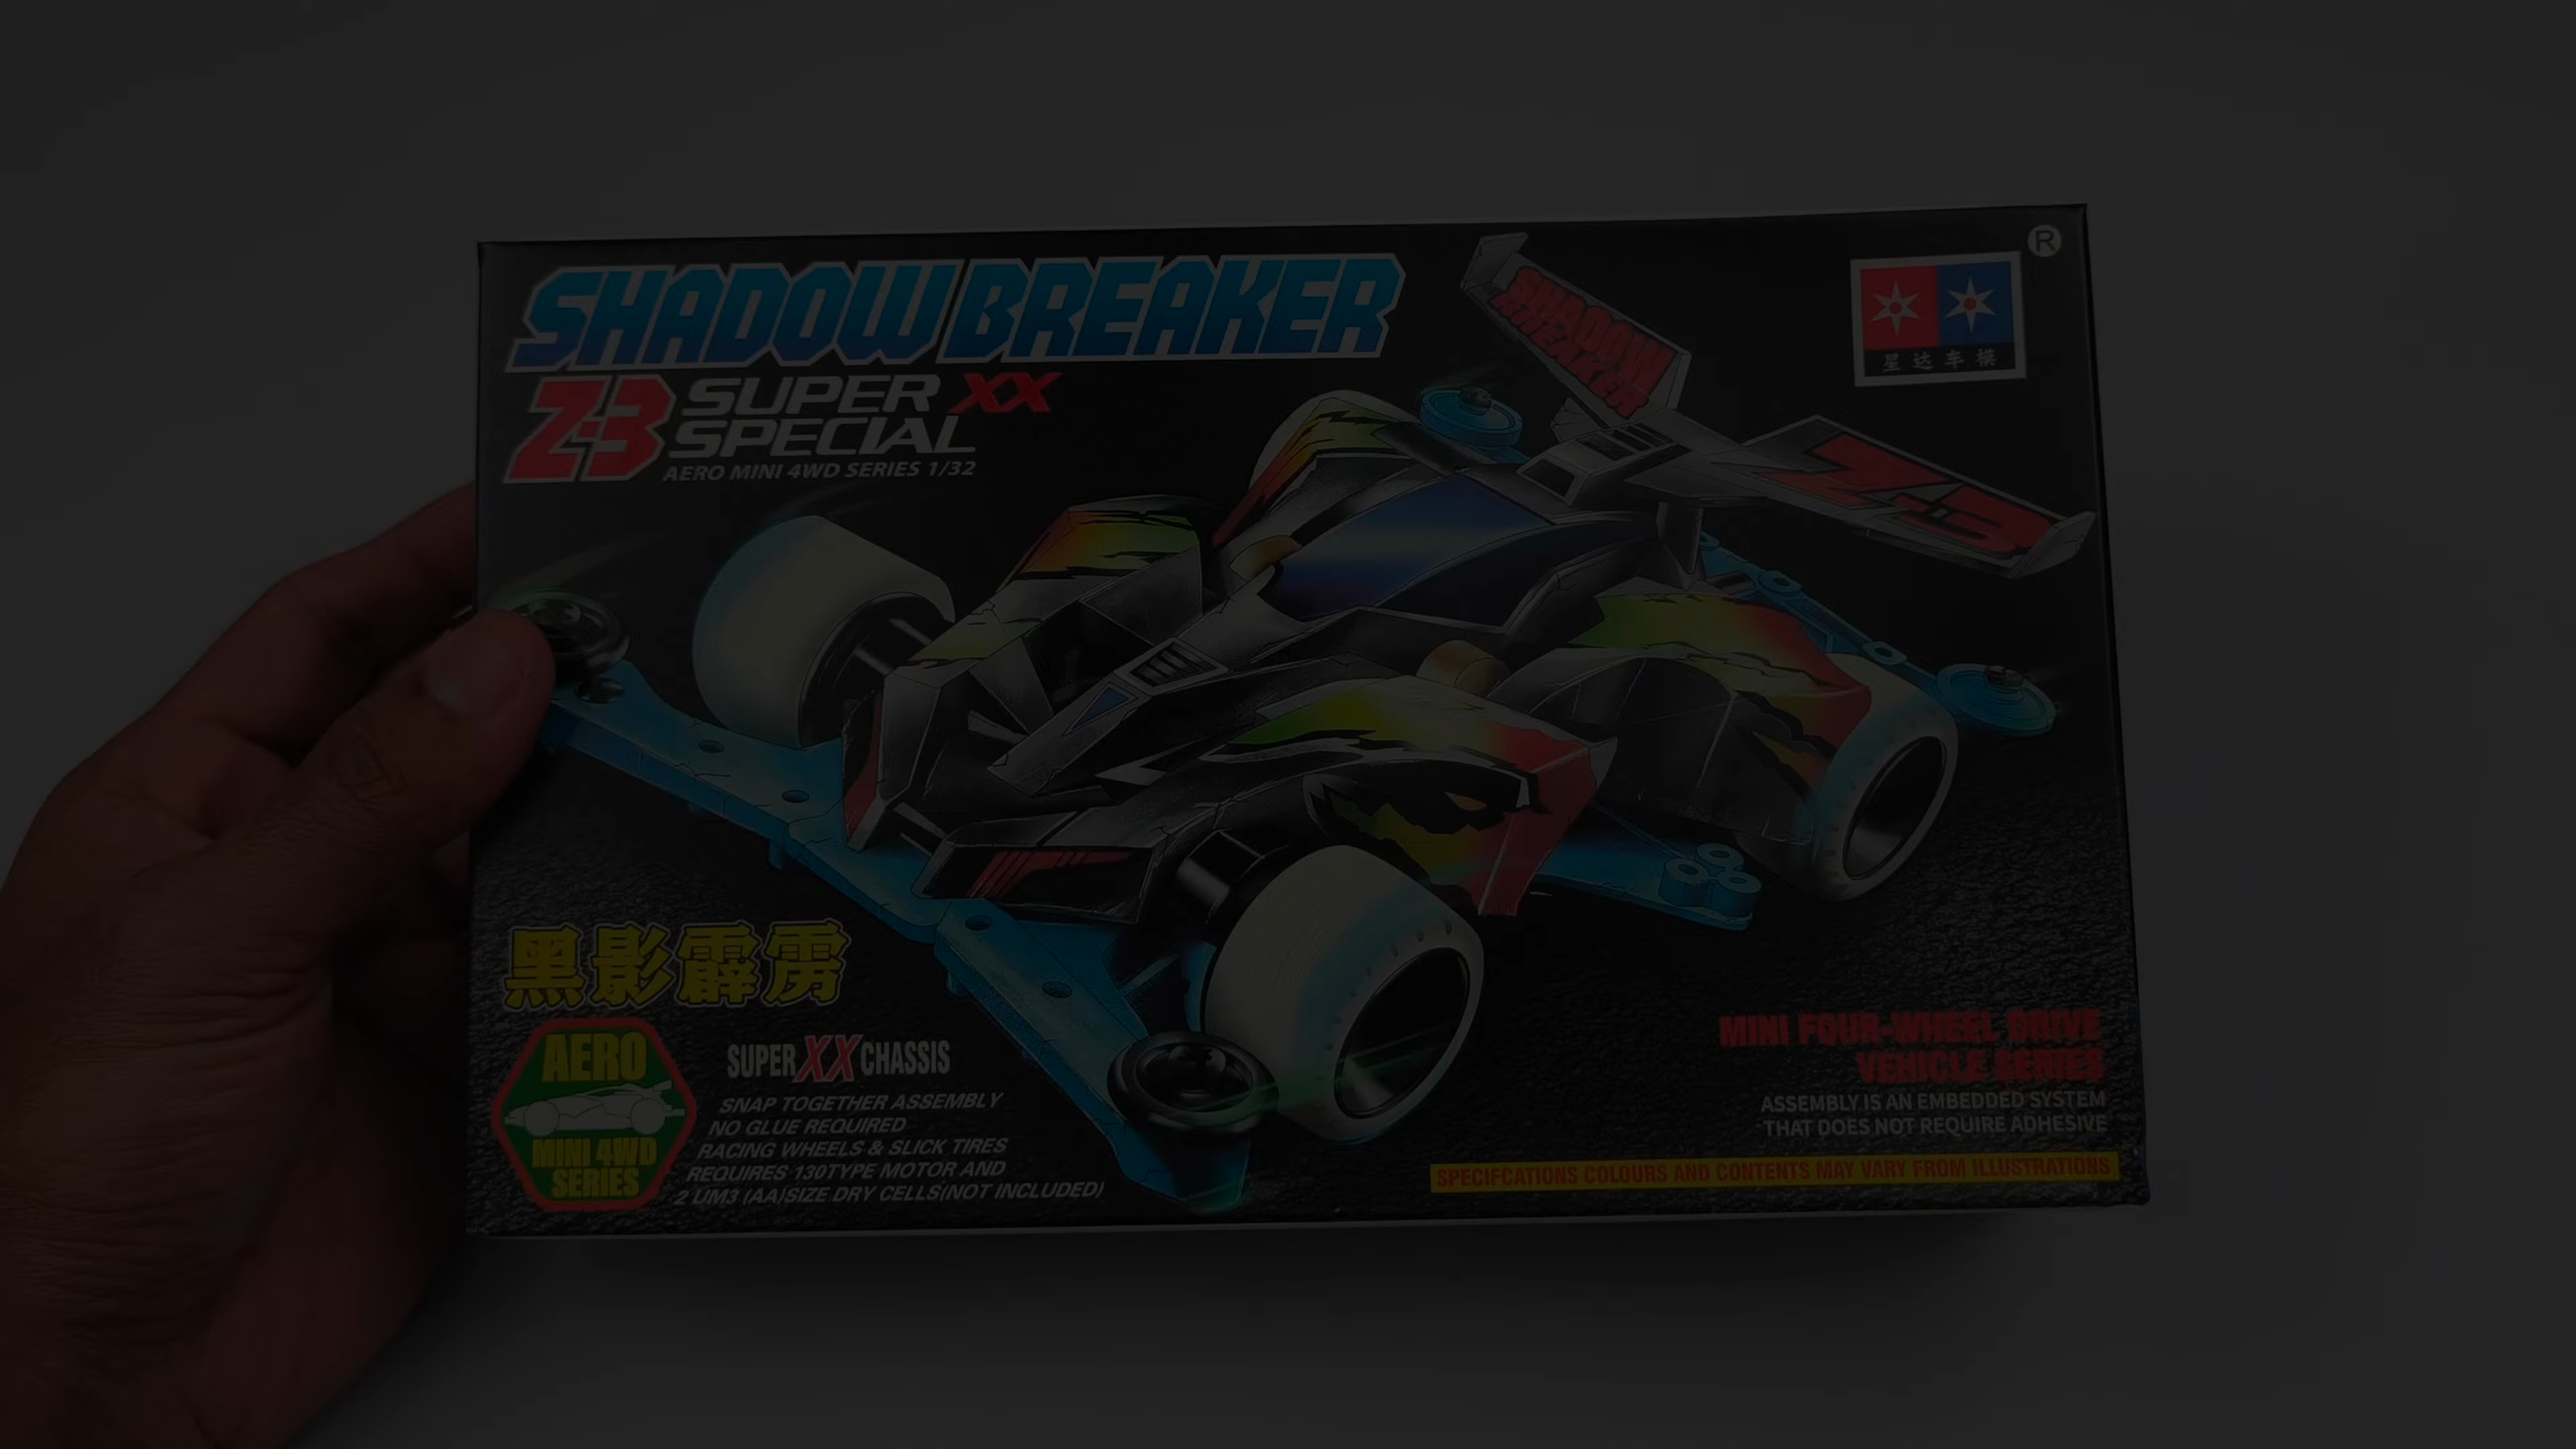 SHADOW BREAKER
®
Z-3 SUPER XX
SPECIAL
AERO MINI 4WD SERIES 1/32
星达车模
SHADOW
BREAKER
Z-3
黑影霹雳
AERO
MINI 4WD
SERIES
SUPER XX CHASSIS
SNAP TOGETHER ASSEMBLY
NO GLUE REQUIRED
RACING WHEELS & SLICK TIRES
REQUIRES 130TYPE MOTOR AND
2 UM3 (AA)SIZE DRY CELLS(NOT INCLUDED)
MINI FOUR-WHEEL DRIVE
VEHICLE SERIES
ASSEMBLY IS AN EMBEDDED SYSTEM
THAT DOES NOT REQUIRE ADHESIVE
SPECIFCATIONS COLOURS AND CONTENTS MAY VARY FROM ILLUSTRATIONS